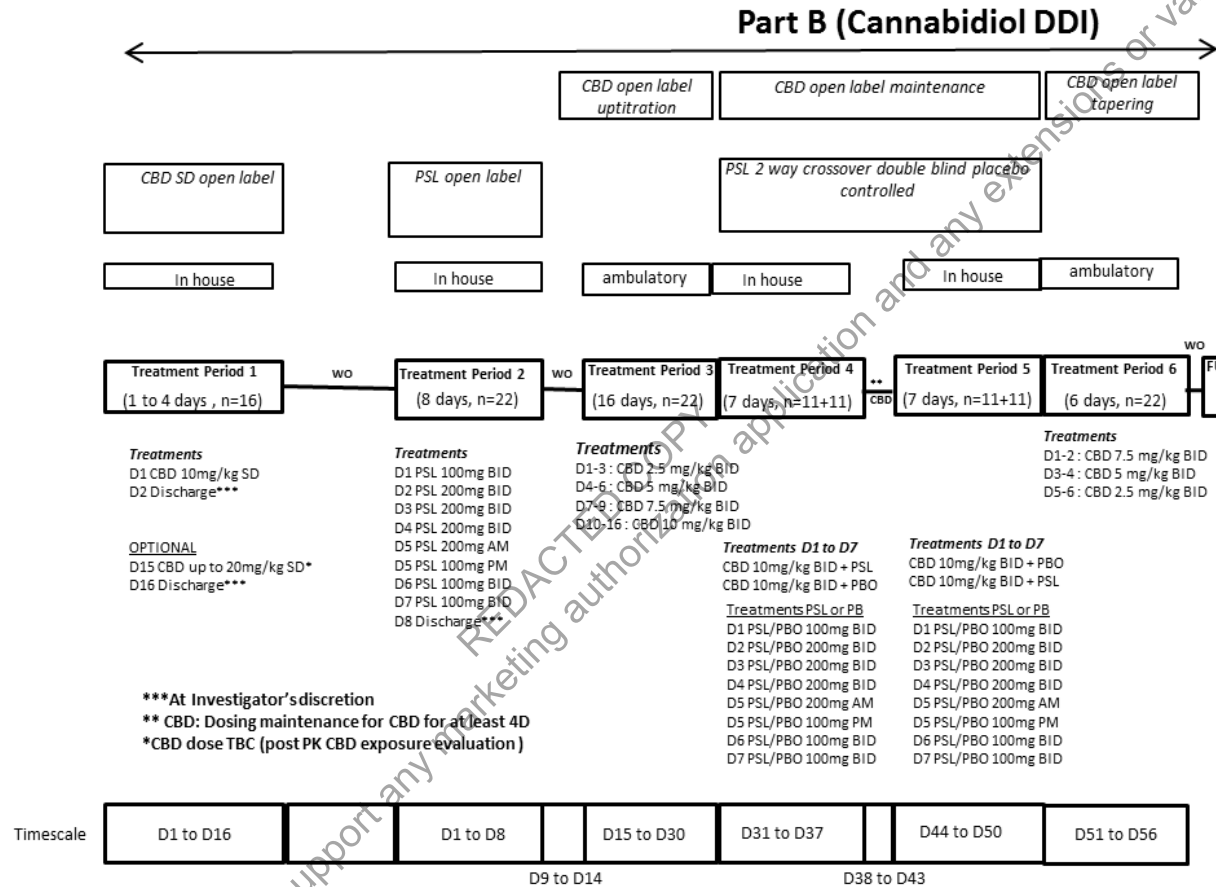 Part B (Cannabidiol DDI)
CBD open label
uptitration
CBD open label maintenance
CBD open label
tapering
CBD SD open label
PSL open label
PSL 2 way crossover double blind placebo
controlled
In house
In house
ambulatory
In house
In house
ambulatory
Treatment Period 1
(1 to 4 days , n=16)
WO
Treatment Period 2
(8 days, n=22)
WO
Treatment Period 3
(16 days, n=22)
Treatment Period 4
(7 days, n=11+11)
**
CBD
Treatment Period 5
(7 days, n=11+11)
Treatment Period 6
(6 days, n=22)
WO
Treatments
D1 CBD 10mg/kg SD
D2 Discharge***
OPTIONAL
D15 CBD up to 20mg/kg SD*
D16 Discharge***
Treatments
D1 PSL 100mg BID
D2 PSL 200mg BID
D3 PSL 200mg BID
D4 PSL 200mg BID
D5 PSL 200mg AM
D5 PSL 100mg PM
D6 PSL 100mg BID
D7 PSL 100mg BID
D8 Discharge***
Treatments
D1-3 : CBD 2.5 mg/kg BID
D4-6 : CBD 5 mg/kg BID
D7-9 : CBD 7.5 mg/kg BID
D10-16 : CBD 10 mg/kg BID
Treatments D1 to D7
CBD 10mg/kg BID + PSL
CBD 10mg/kg BID + PBO
Treatments PSL or PB
D1 PSL/PBO 100mg BID
D2 PSL/PBO 200mg BID
D3 PSL/PBO 200mg BID
D4 PSL/PBO 200mg BID
D5 PSL/PBO 200mg AM
D5 PSL/PBO 100mg PM
D6 PSL/PBO 100mg BID
D7 PSL/PBO 100mg BID
Treatments D1 to D7
CBD 10mg/kg BID + PBO
CBD 10mg/kg BID + PSL
Treatments PSL or PB
D1 PSL/PBO 100mg BID
D2 PSL/PBO 200mg BID
D3 PSL/PBO 200mg BID
D4 PSL/PBO 200mg BID
D5 PSL/PBO 200mg AM
D5 PSL/PBO 100mg PM
D6 PSL/PBO 100mg BID
D7 PSL/PBO 100mg BID
Treatments
D1-2 : CBD 7.5 mg/kg BID
D3-4 : CBD 5 mg/kg BID
D5-6 : CBD 2.5 mg/kg BID
***At Investigator's discretion
** CBD: Dosing maintenance for CBD for at least 4D
*CBD dose TBC (post PK CBD exposure evaluation )
Timescale
D1 to D16
D1 to D8
D15 to D30
D31 to D37
D44 to D50
D51 to D56
D9 to D14
D38 to D43
REDACTED COPY
support any marketing authorization application and any extensions or